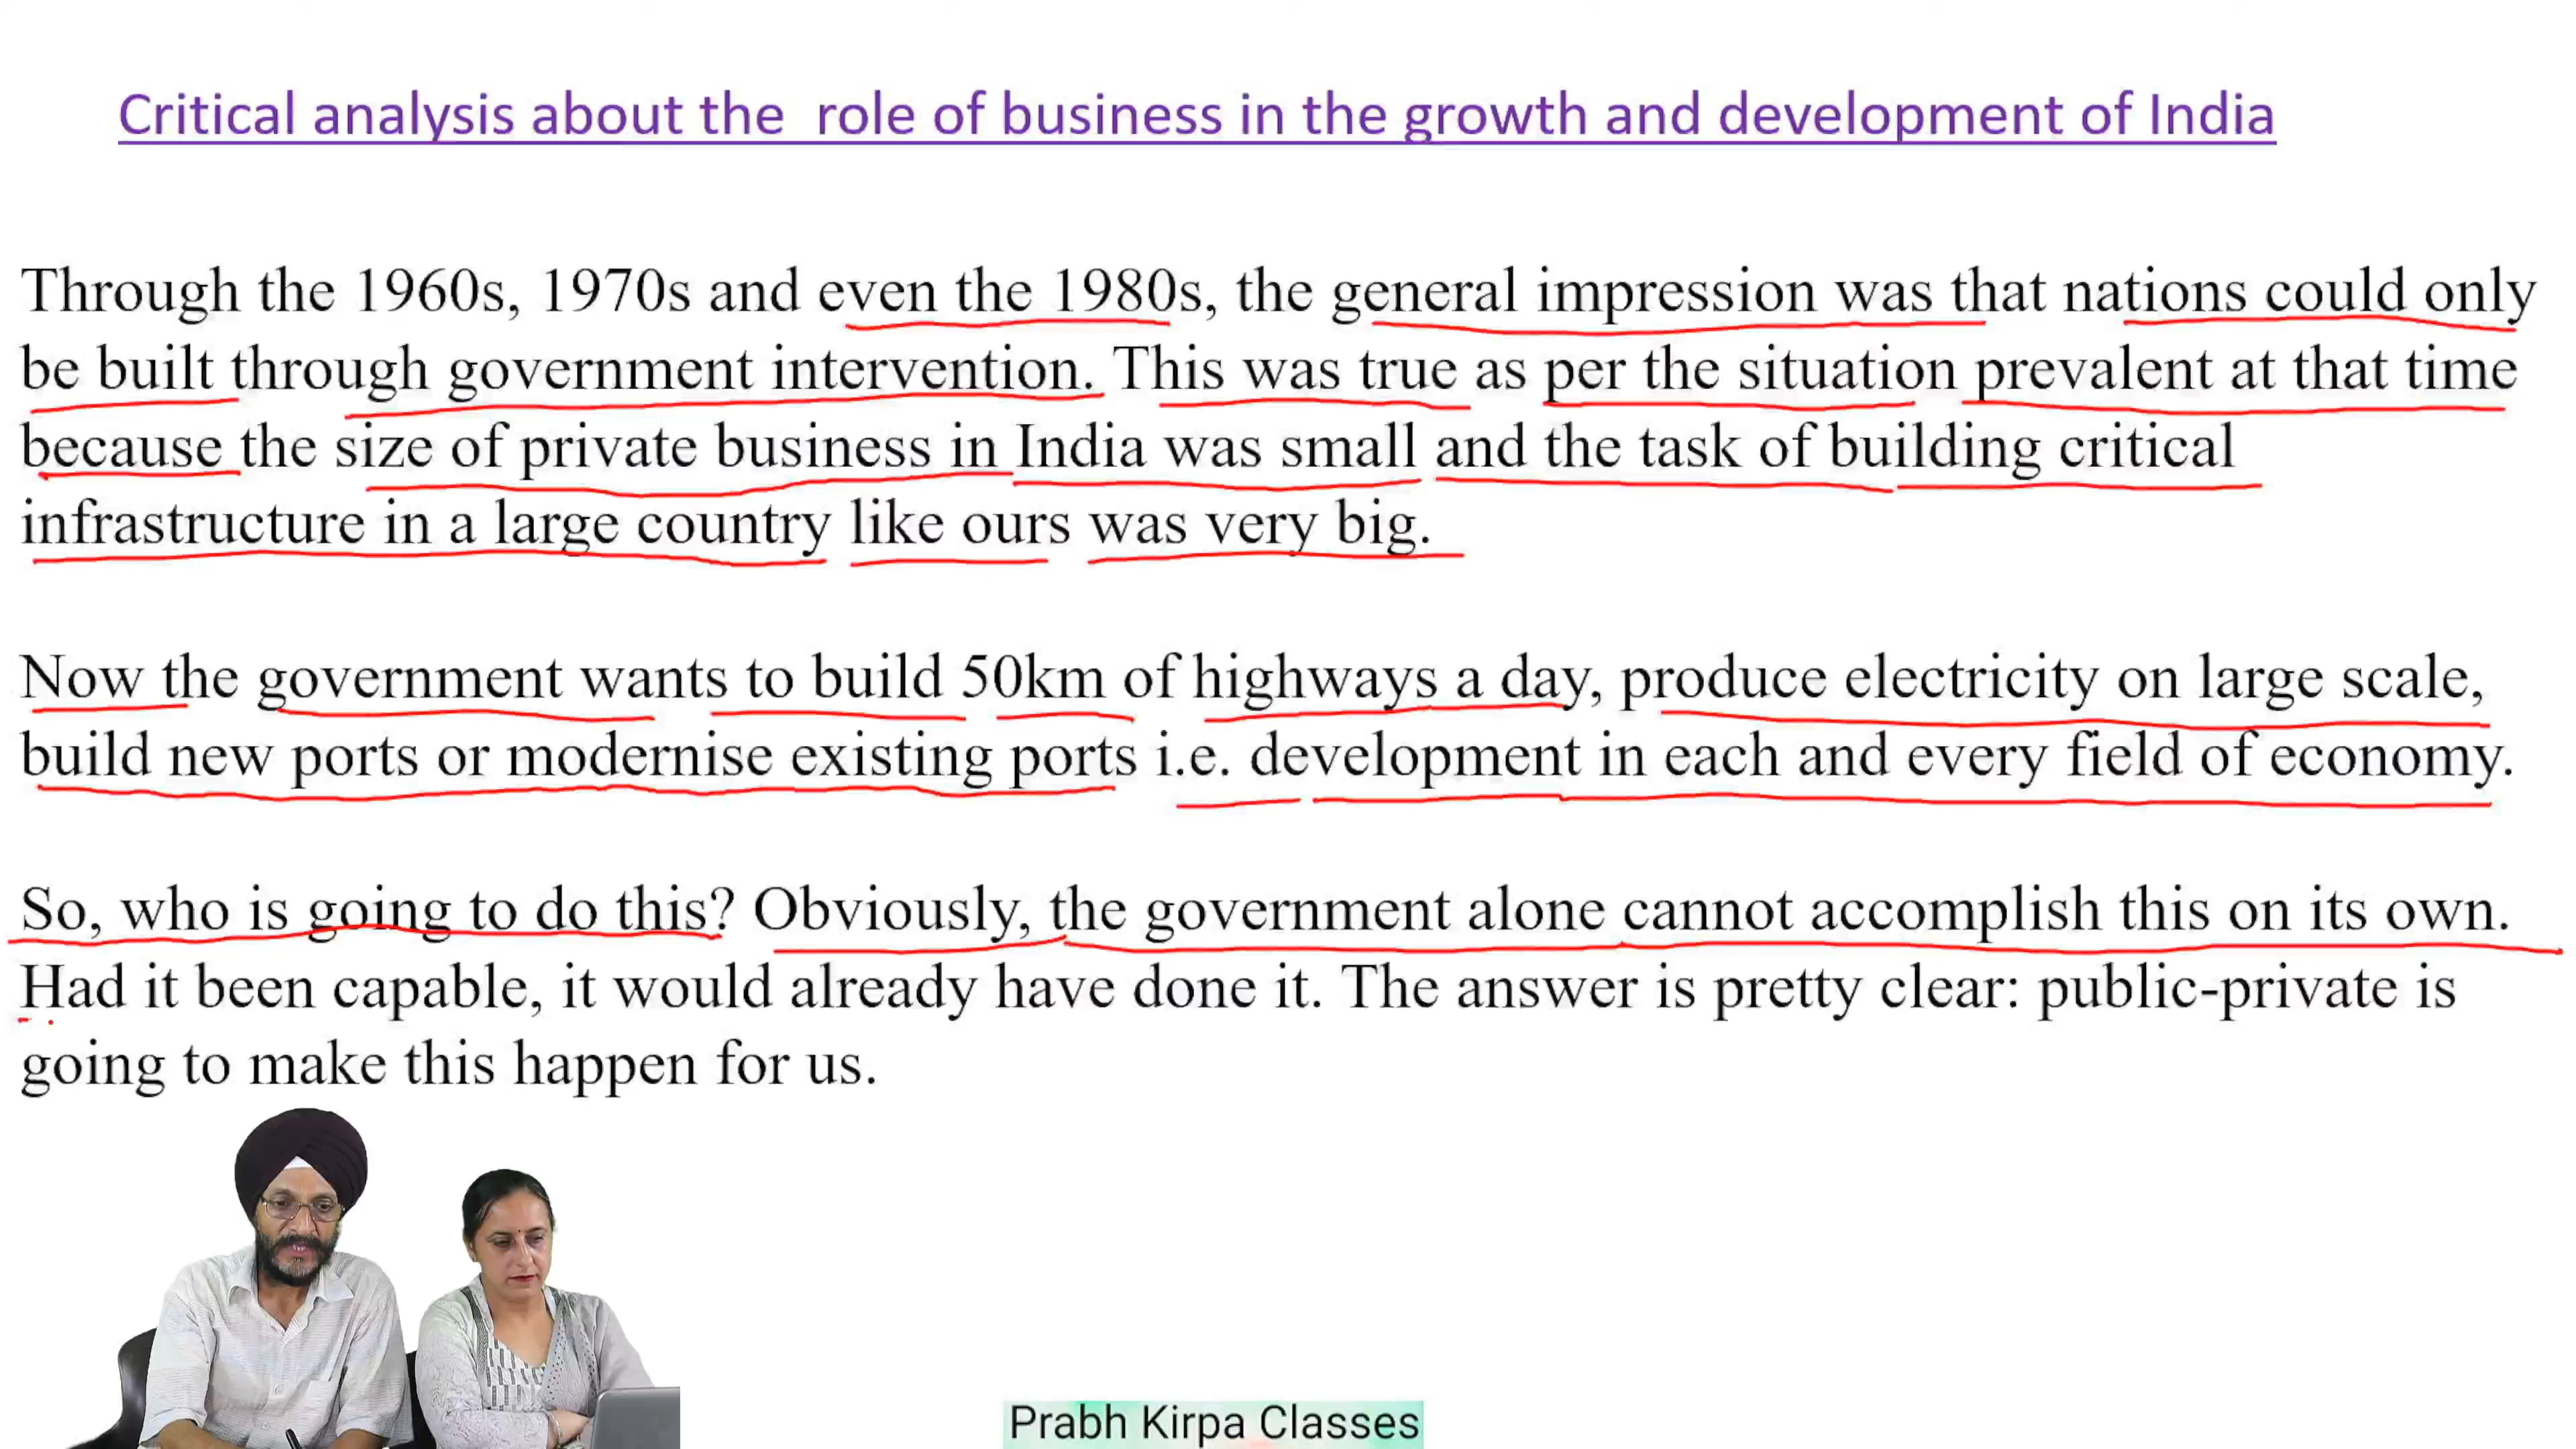 Critical analysis about the role of business in the growth and development of India
Through the 1960s, 1970s and even the 1980s, the general impression was that nations could only
be built through government intervention. This was true as per the situation prevalent at that time
because the size of private business in India was small and the task of building critical
infrastructure in a large country like ours was very big.
Now the government wants to build 50km of highways a day, produce electricity on large scale,
build new ports or modernise existing ports i.e. development in each and every field of economy.
So, who is going to do this? Obviously, the government alone cannot accomplish this on its own.
Had it been capable, it would already have done it. The answer is pretty clear: public-private is
going to make this happen for us.
Prabh Kirpa Classes